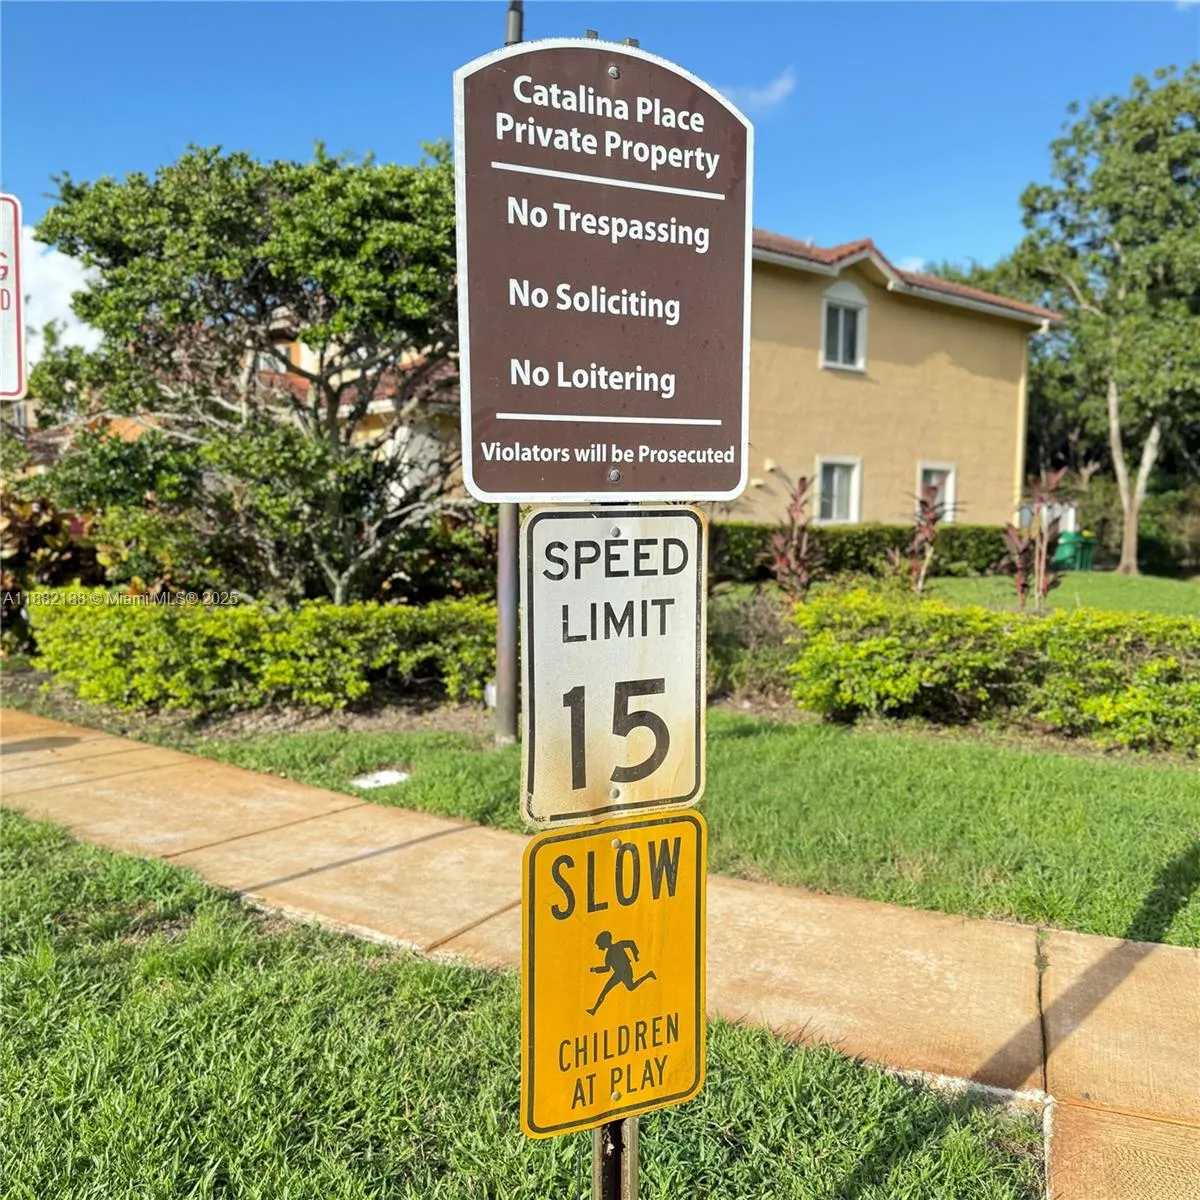 Catalina Place
Private Property
No Trespassing
No Soliciting
No Loitering
Violators will be Prosecuted
SPEED
LIMIT
15
SLOW
CHILDREN
AT PLAY
G
D
A11882188 © Miami MLS® 2025